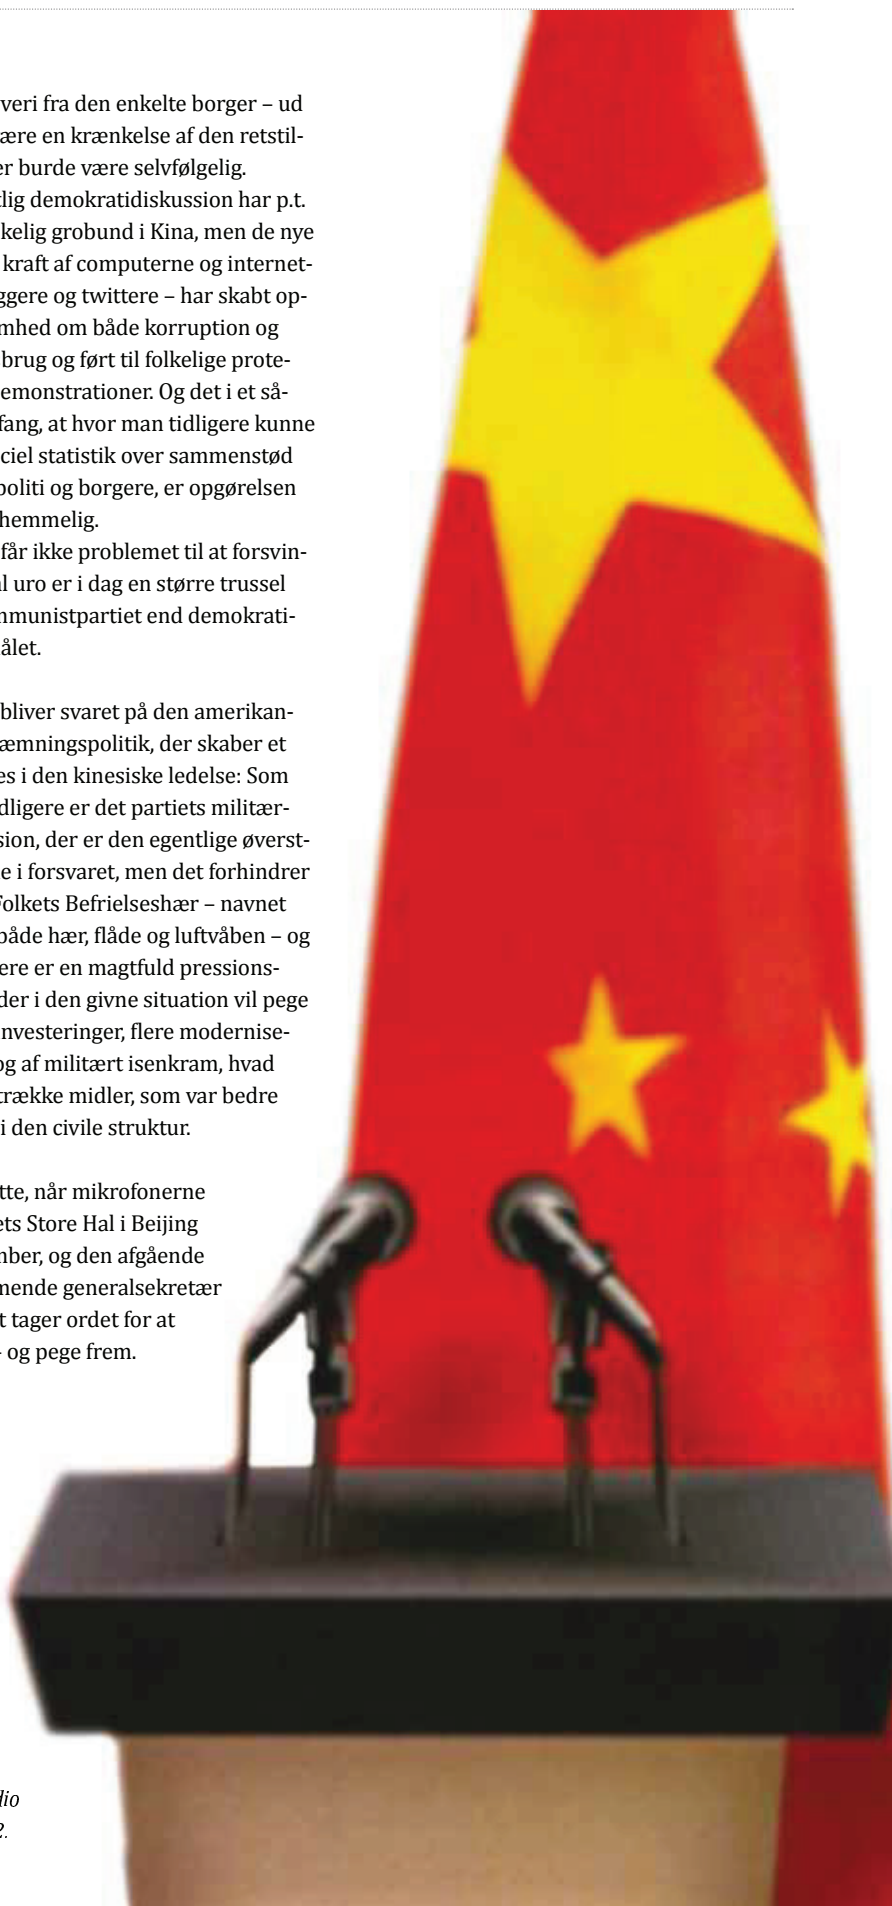 veri fra den enkelte borger – ud
ære en krænkelse af den retstil-
er burde være selvfølgelig.
tlig demokratidiskussion har p.t.
kelig grobund i Kina, men de nye
kraft af computerne og internet-
ggere og twittere – har skabt op-
mhed om både korruption og
sbrug og ført til folkelige prote-
emonstrationer. Og det i et så-
fang, at hvor man tidligere kunne
ciel statistik over sammenstød
politi og borgere, er opgørelsen
hemmelig.
får ikke problemet til at forsvin-
al uro er i dag en større trussel
mmunistpartiet end demokrati-
ålet.
bliver svaret på den amerikan-
æmningspolitik, der skaber et
es i den kinesiske ledelse: Som
dligere er det partiets militær-
sion, der er den egentlige øverst-
e i forsvaret, men det forhindrer
Folkets Befrielseshær – navnet
både hær, flåde og luftvåben – og
ere er en magtfuld pressions-
der i den givne situation vil pege
nvesteringer, flere modernise-
og af militært isenkram, hvad
trække midler, som var bedre
i den civile struktur.
tte, når mikrofonerne
ets Store Hal i Beijing
mber, og den afgående
mende generalsekretær
t tager ordet for at
– og pege frem.
dio
2.